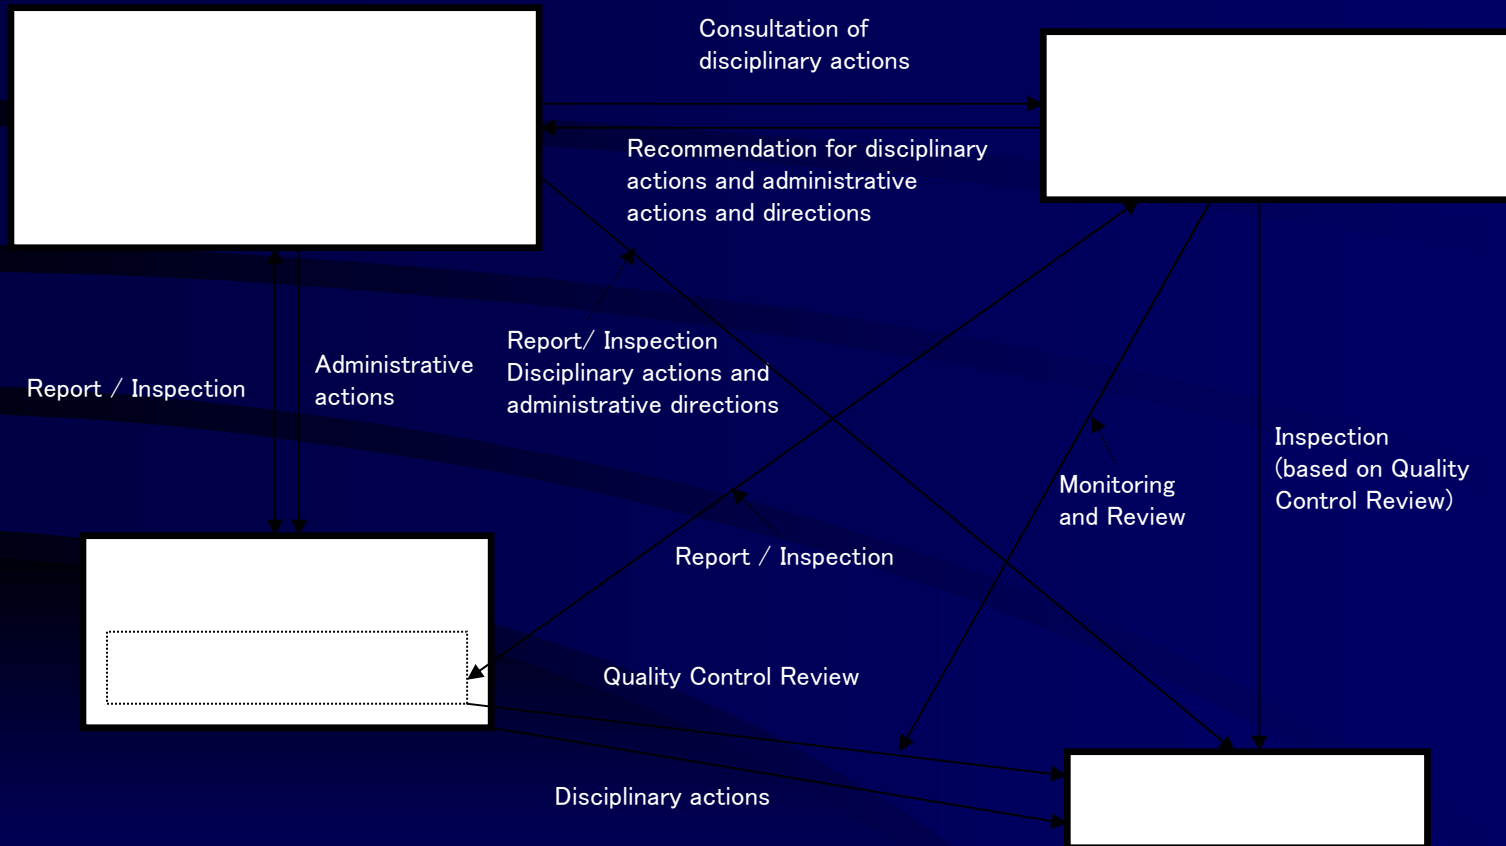 Consultation of
disciplinary actions
Recommendation for disciplinary
actions and administrative
actions and directions
Report/ Inspection
Disciplinary actions and
administrative directions
Administrative
actions
Report / Inspection
Inspection
(based on Quality
Control Review)
Monitoring
and Review
Report / Inspection
Quality Control Review
Disciplinary actions